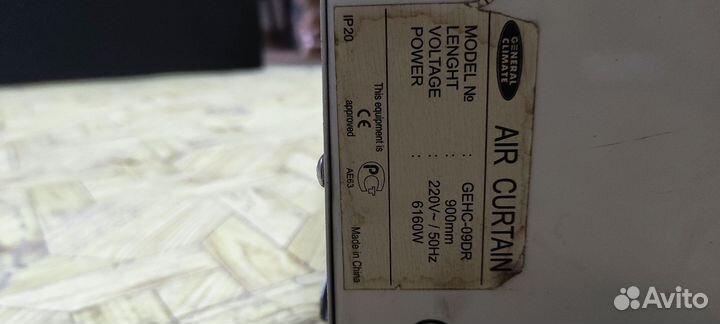 GENERAL
CLIMATE
AIR CURTAIN
MODEL № : GEHC-09DR
LENGHT : 900mm
VOLTAGE : 220V~ / 50Hz
POWER : 6160W
This equipment is
CE
approved
РСТ
AE63
IP20
Made in China
Avito